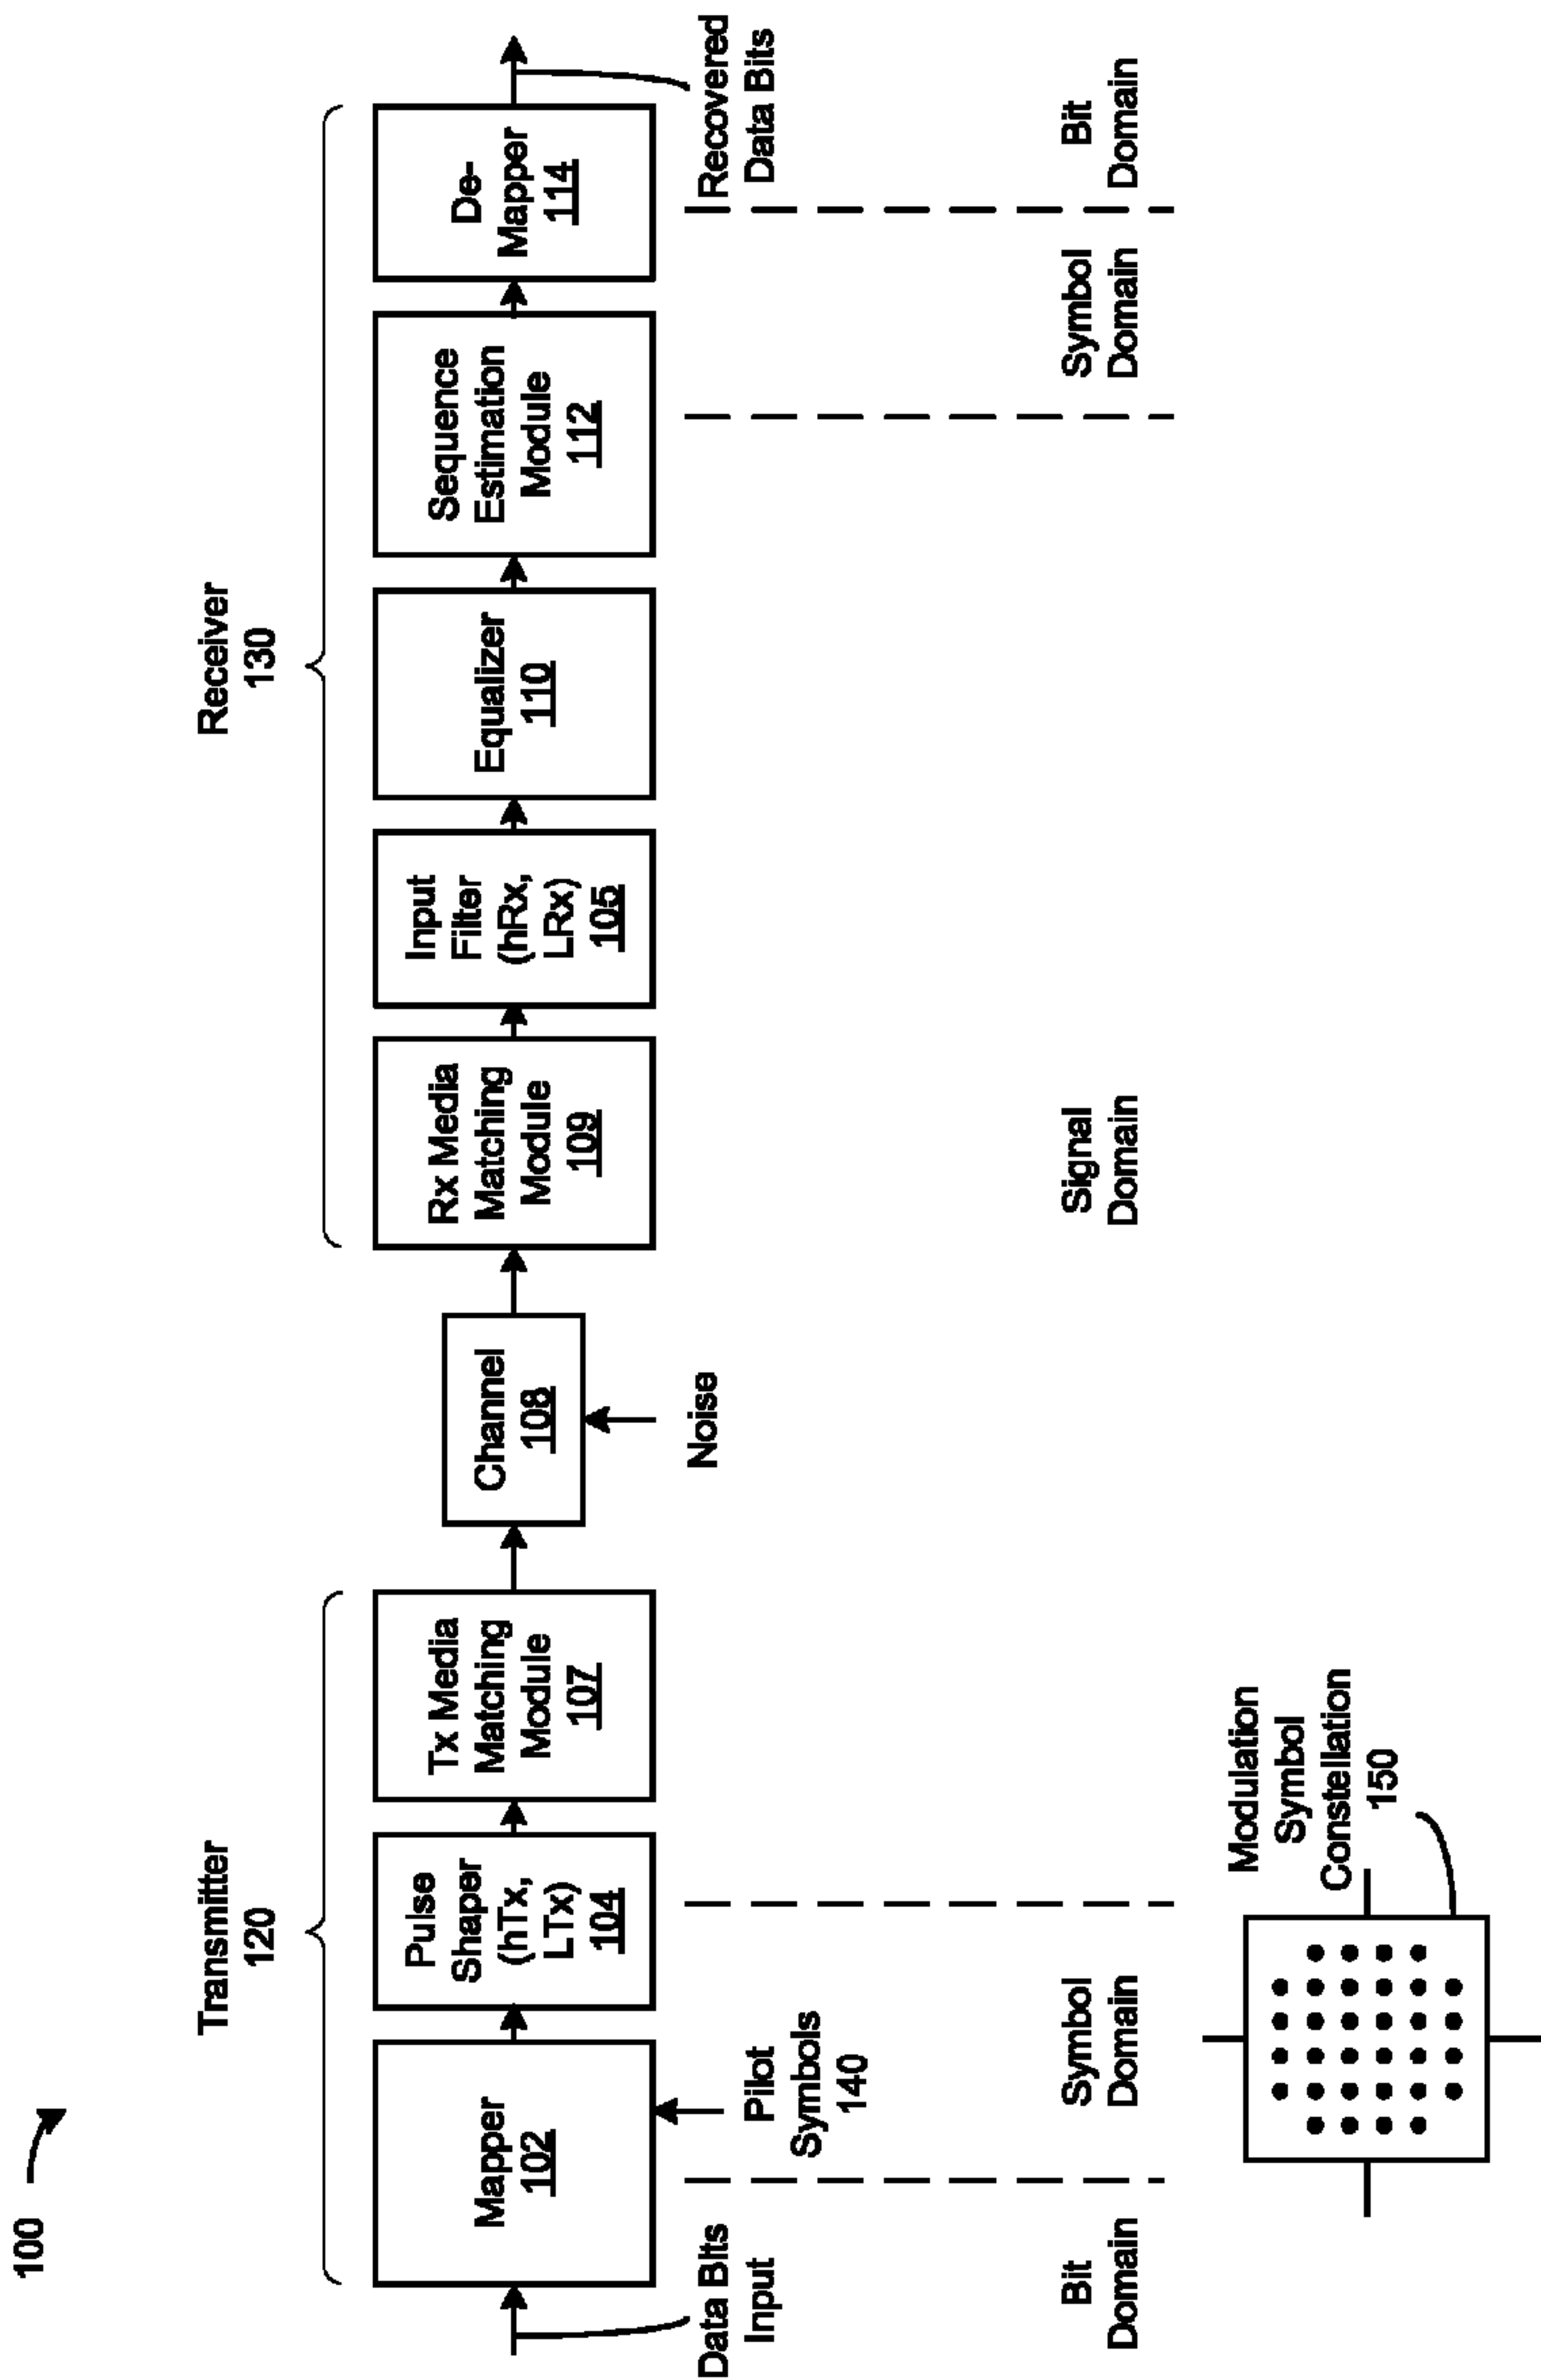 100
Transmitter
120
Receiver
130
Mapper
102
Pulse
Shaper
(hTx,
LTx)
104
Tx Media
Matching
Module
107
Channel
108
Rx Media
Matching
Module
109
Input
Filter
(hRx,
LRx)
105
Equalizer
110
Sequence
Estimation
Module
112
De-
Mapper
114
Data Bits
Input
Pilot
Symbols
140
Noise
Recovered
Data Bits
Bit
Domain
Symbol
Domain
Signal
Domain
Symbol
Domain
Bit
Domain
Modulation
Symbol
Constellation
150